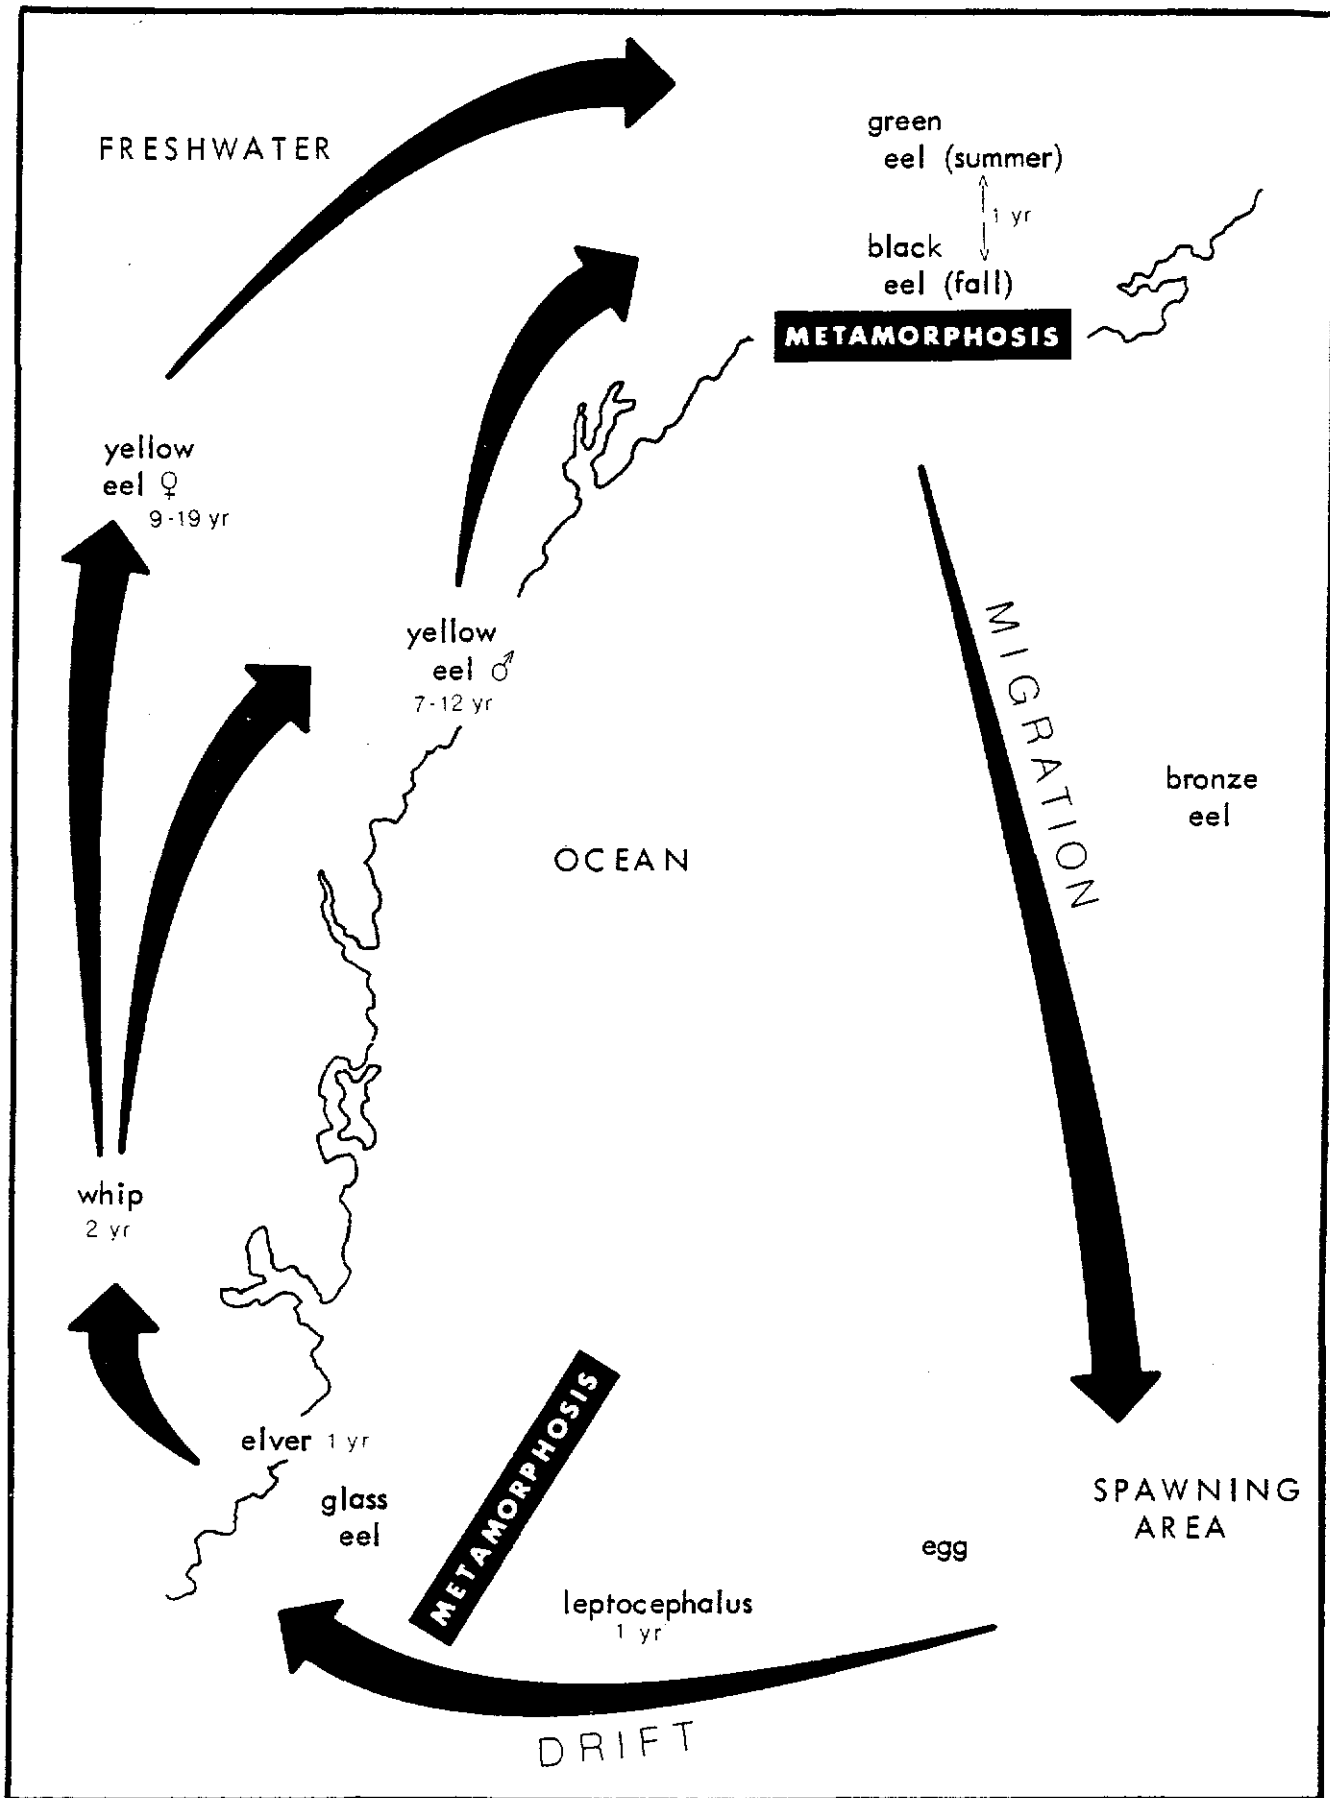 FRESHWATER
green
eel (summer)
1 yr
black
eel (fall)
METAMORPHOSIS
yellow
eel ♀
9-19 yr
yellow
eel ♂
7-12 yr
MIGRATION
bronze
eel
OCEAN
whip
2 yr
elver 1 yr
glass
eel
METAMORPHOSIS
SPAWNING
AREA
egg
leptocephalus
1 yr
DRIFT